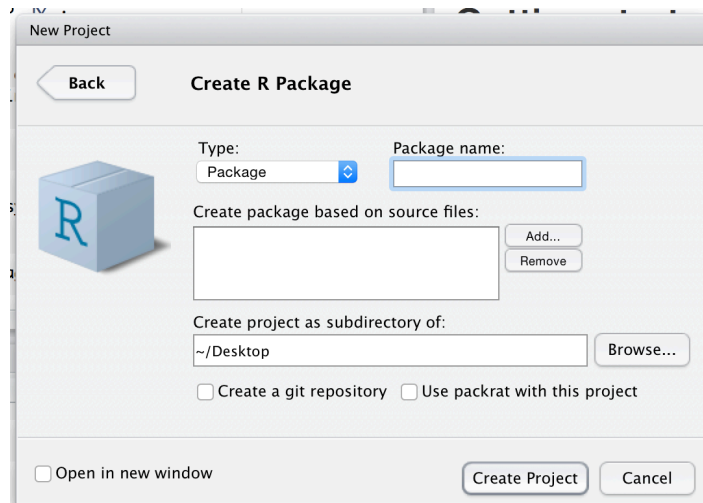 New Project
Back
Create R Package
Type:
Package name:
Package
R
Create package based on source files:
Add...
Remove
Create project as subdirectory of:
~/Desktop
Browse...
Create a git repository
Use packrat with this project
Open in new window
Create Project
Cancel